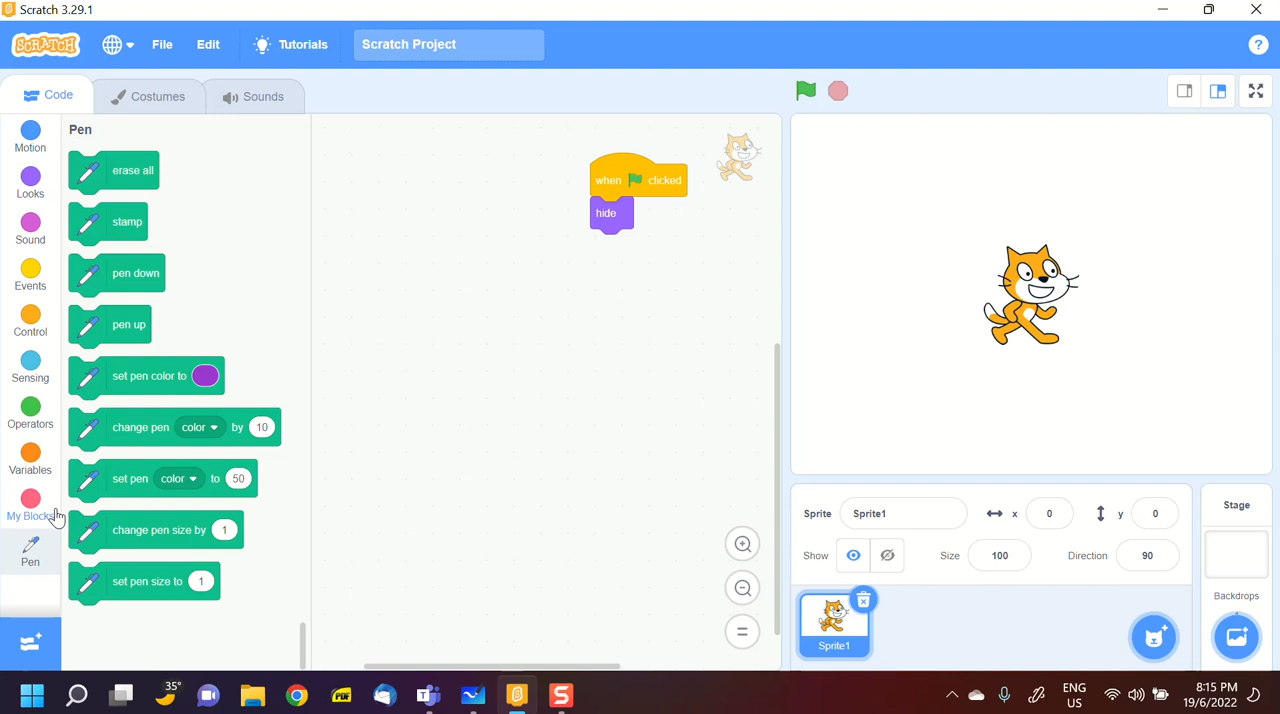 Scratch 3.29.1
SCRATCH File Edit Tutorials Scratch Project ?
Code Costumes Sounds
Motion
Looks
Sound
Events
Control
Sensing
Operators
Variables
My Blocks
Pen
Pen
erase all
stamp
pen down
pen up
set pen color to
change pen color by 10
set pen color to 50
change pen size by 1
set pen size to 1
when clicked
hide
Sprite Sprite1 x 0 y 0
Show Size 100 Direction 90
Sprite1
Stage
Backdrops
35°
PDF
T
S
ENG
US
8:15 PM
19/6/2022